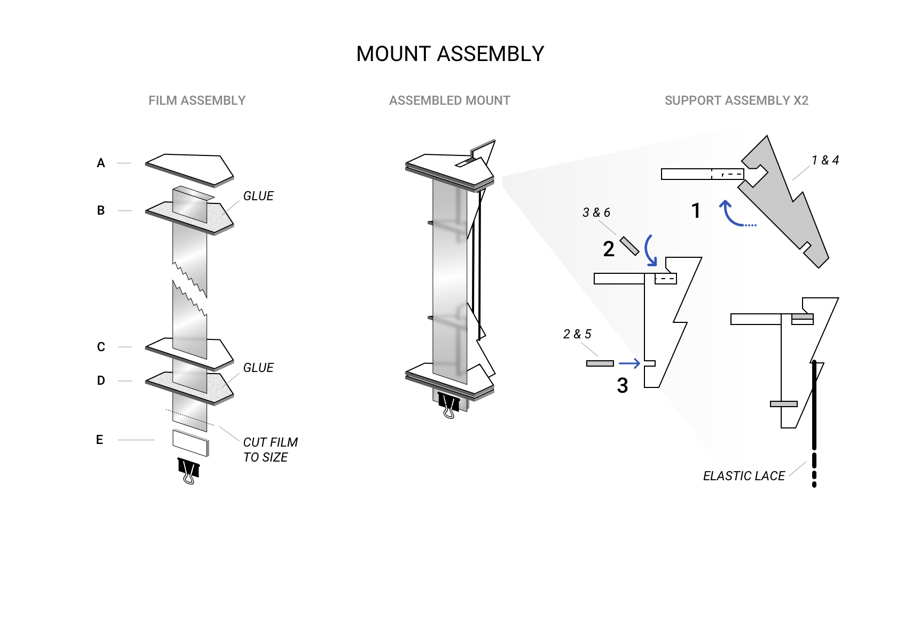 MOUNT ASSEMBLY
FILM ASSEMBLY
A
B
GLUE
C
D
GLUE
E
CUT FILM
TO SIZE
ASSEMBLED MOUNT
SUPPORT ASSEMBLY X2
1 & 4
1
3 & 6
2
2 & 5
3
ELASTIC LACE